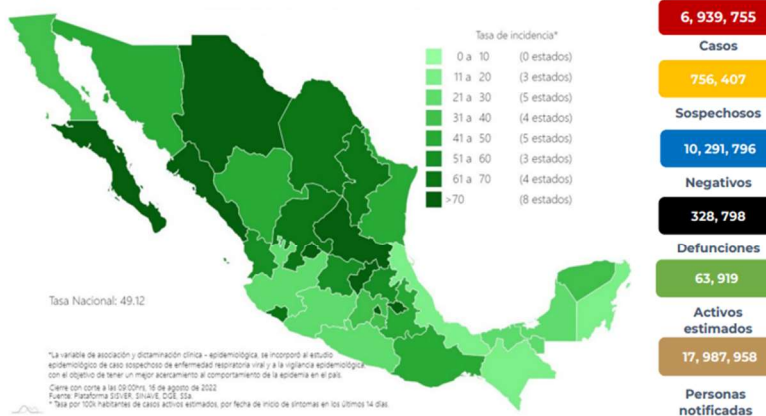 Tasa de incidencia*
0 a 10 (0 estados)
11 a 20 (3 estados)
21 a 30 (5 estados)
31 a 40 (4 estados)
41 a 50 (5 estados)
51 a 60 (3 estados)
61 a 70 (4 estados)
>70 (8 estados)
Tasa Nacional: 49.12
*La variable de asociación y dictaminación clínica - epidemiológica, se incorporó al estudio
epidemiológico de caso sospechoso de enfermedad respiratoria viral y a la vigilancia epidemiológica,
con el objetivo de tener un mejor acercamiento al comportamiento de la epidemia en el país.
Cierre con corte a las 09:00hrs, 16 de agosto de 2022
Fuente: Plataforma SISVER, SINAVE, DGE, SSa.
* Tasa por 100k habitantes de casos activos estimados, por fecha de inicio de síntomas en los últimos 14 días.
6, 939, 755
Casos
756, 407
Sospechosos
10, 291, 796
Negativos
328, 798
Defunciones
63, 919
Activos
estimados
17, 987, 958
Personas
notificadas